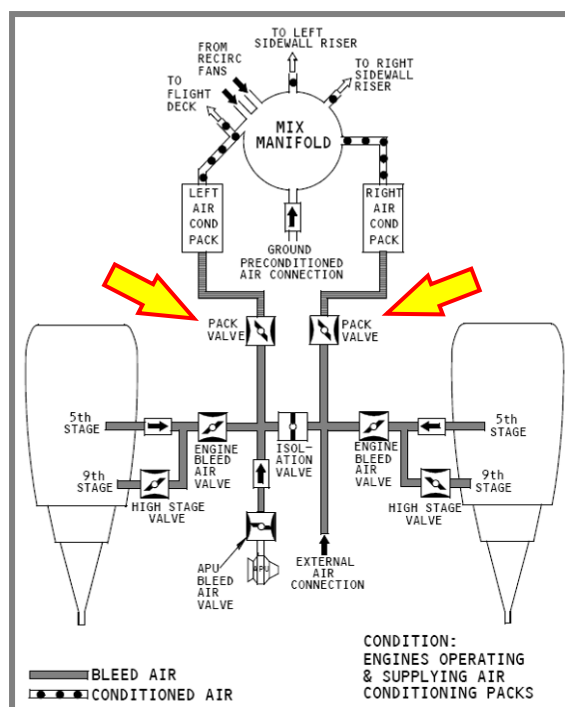 TO LEFT
SIDEWALL RISER
FROM
RECIRC
FANS
TO RIGHT
SIDEWALL
RISER
TO
FLIGHT
DECK
MIX
MANIFOLD
LEFT
AIR
COND
PACK
RIGHT
AIR
COND
PACK
GROUND
PRECONDITIONED
AIR CONNECTION
PACK
VALVE
PACK
VALVE
5th
STAGE
9th
STAGE
HIGH STAGE
VALVE
ENGINE
BLEED
AIR
VALVE
ISOL-
ATION
VALVE
ENGINE
BLEED
AIR
VALVE
5th
STAGE
9th
STAGE
HIGH STAGE
VALVE
APU
BLEED
AIR
VALVE
APU
EXTERNAL
AIR
CONNECTION
BLEED AIR
CONDITIONED AIR
CONDITION:
ENGINES OPERATING
& SUPPLYING AIR
CONDITIONING PACKS